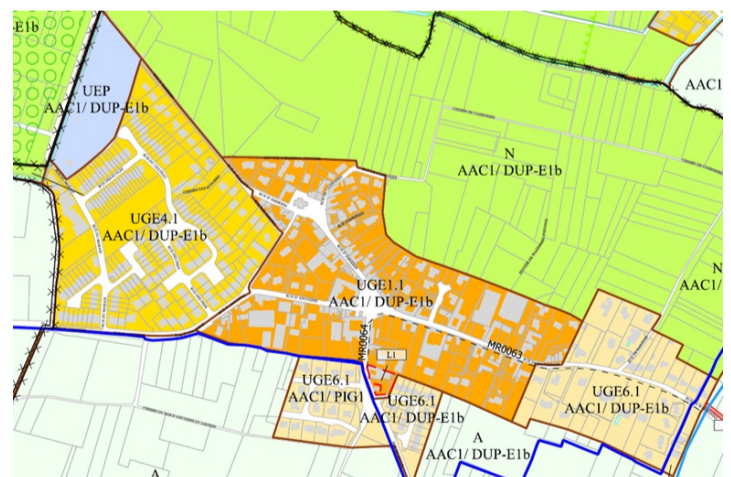 E1b
UEP
AAC1/ DUP-E1b
AAC1
N
AAC1/ DUP-E1b
UGE4.1
AAC1/ DUP-E1b
N
AAC1/
UGE1.1
AAC1/ DUP-E1b
MR0064
MR0063
L1
UGE6.1
AAC1/ PIG1
UGE6.1
AAC1/ DUP-E1b
UGE6.1
AAC1/ DUP-E1b
A
AAC1/ DUP-E1b
A